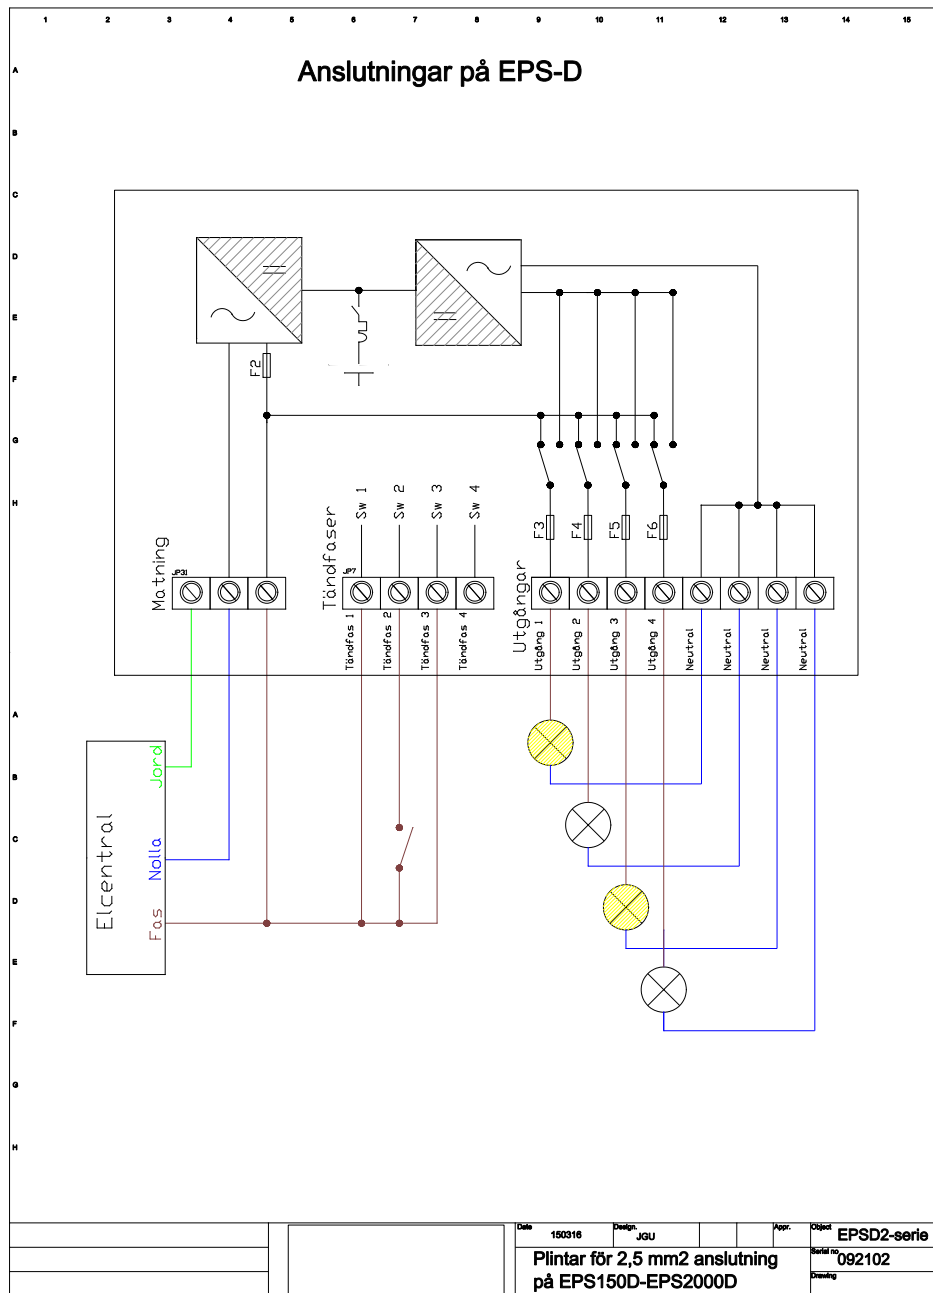 1 2 3 4 5 6 7 8 9 10 11 12 13 14 15
Anslutningar på EPS-D
A
B
C
D
E
F
G
H
F2
Sw 1
Sw 2
Sw 3
Sw 4
F3
F4
F5
F6
Matning
JP31
Tändfaser
JP7
Utgångar
Tändfas 1
Tändfas 2
Tändfas 3
Tändfas 4
Utgång 1
Utgång 2
Utgång 3
Utgång 4
Neutral
Neutral
Neutral
Neutral
A
B
C
D
E
F
G
H
Elcentral
Jord
Nolla
Fas
Date
150316
Design.
JGU
Appr.
Object
EPSD2-serie
Plintar för 2,5 mm2 anslutning
på EPS150D-EPS2000D
Serial no
092102
Drawing